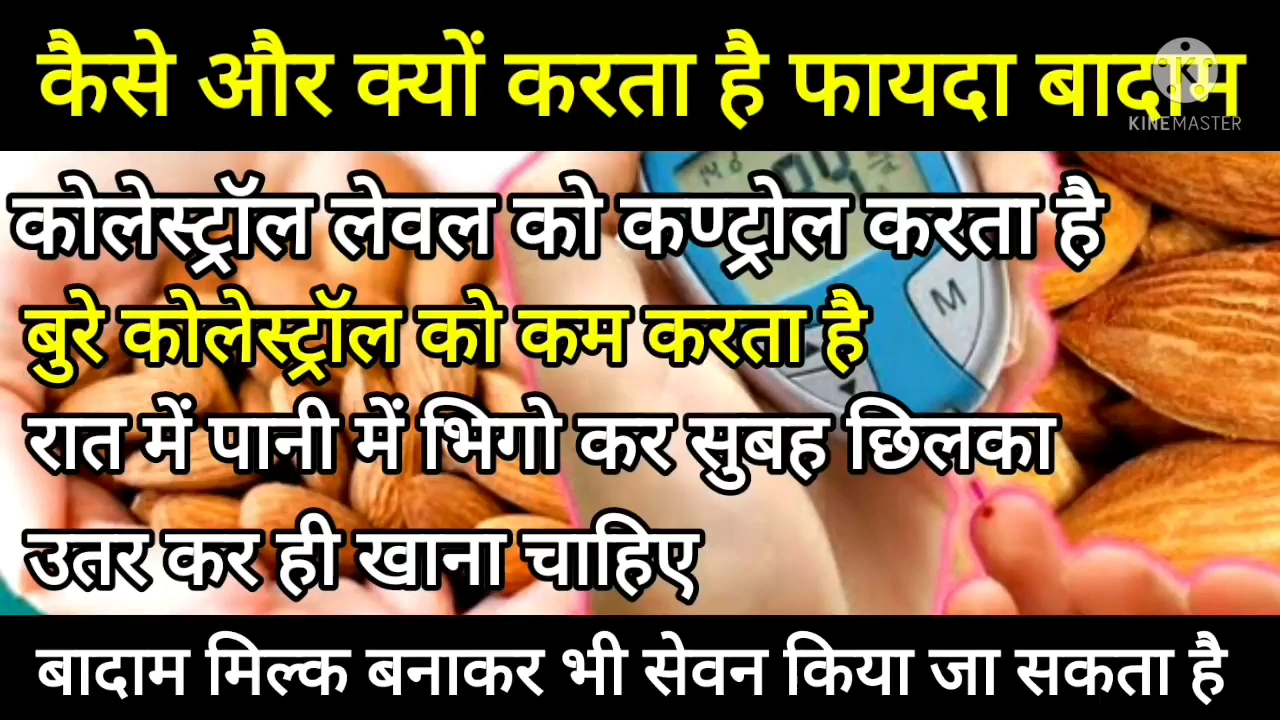 कैसे और क्यों करता है फायदा बादाम
KINEMASTER
कोलेस्ट्रॉल लेवल को कण्ट्रोल करता है
बुरे कोलेस्ट्रॉल को कम करता है
M
रात में पानी में भिगो कर सुबह छिलका
उतर कर ही खाना चाहिए
बादाम मिल्क बनाकर भी सेवन किया जा सकता है